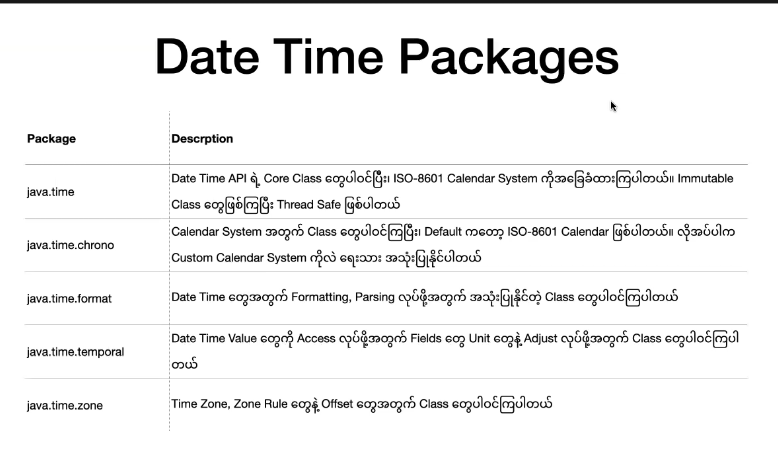 Date Time Packages
Package
Descrption
java.time
Date Time API ရဲ့ Core Class တွေပါဝင်ပြီး၊ ISO-8601 Calendar System ကိုအခြေခံထားကြပါတယ်။ Immutable
Class တွေဖြစ်ကြပြီး Thread Safe ဖြစ်ပါတယ်
java.time.chrono
Calendar System အတွက် Class တွေပါဝင်ကြပြီး၊ Default ကတော့ ISO-8601 Calendar ဖြစ်ပါတယ်။ လိုအပ်ပါက
Custom Calendar System ကိုလဲ ရေးသား အသုံးပြုနိုင်ပါတယ်
java.time.format
Date Time တွေအတွက် Formatting, Parsing လုပ်ဖို့အတွက် အသုံးပြုနိုင်တဲ့ Class တွေပါဝင်ကြပါတယ်
java.time.temporal
Date Time Value တွေကို Access လုပ်ဖို့အတွက် Fields တွေ Unit တွေနဲ့ Adjust လုပ်ဖို့အတွက် Class တွေပါဝင်ကြပါ
တယ်
java.time.zone
Time Zone, Zone Rule တွေနဲ့ Offset တွေအတွက် Class တွေပါဝင်ကြပါတယ်